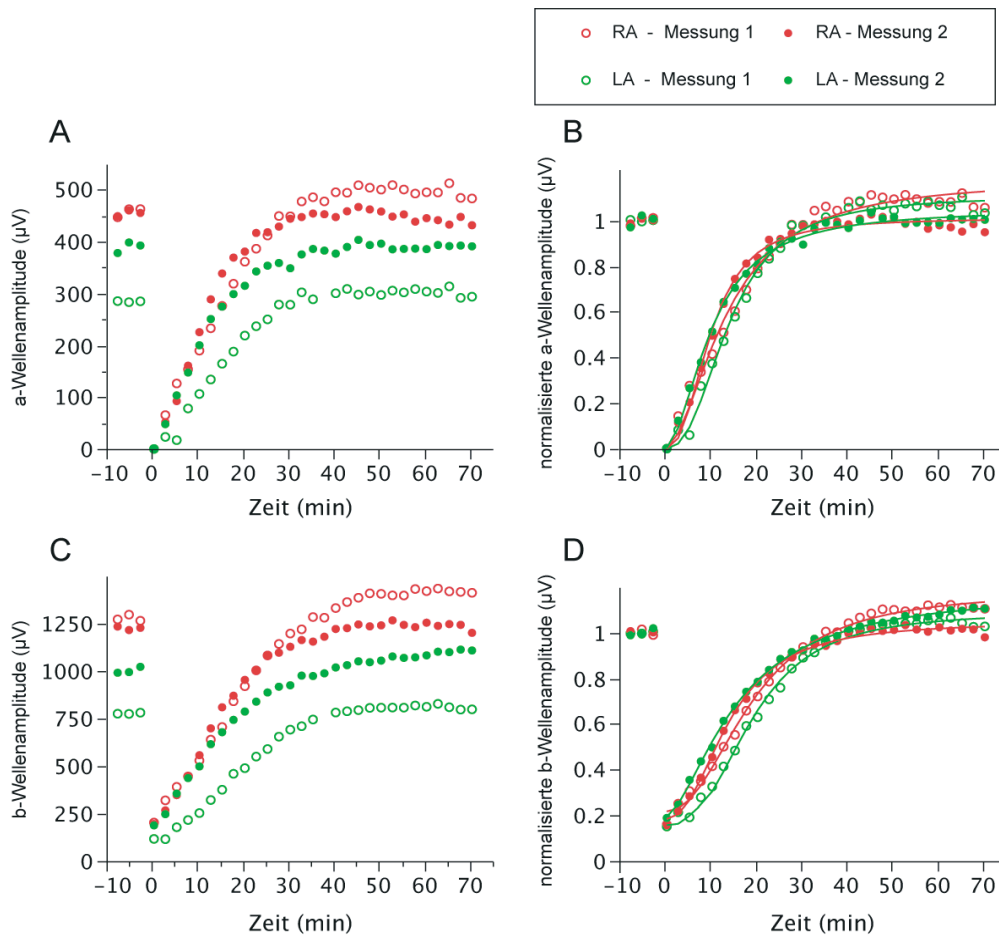 RA - Messung 1 RA - Messung 2
LA - Messung 1 LA - Messung 2
A
a-Wellenamplitude (µV)
500
400
300
200
100
0
−10 0 10 20 30 40 50 60 70
Zeit (min)
B
normalisierte a-Wellenamplitude (µV)
1
0.8
0.6
0.4
0.2
0
−10 0 10 20 30 40 50 60 70
Zeit (min)
C
b-Wellenamplitude (µV)
1250
1000
750
500
250
0
−10 0 10 20 30 40 50 60 70
Zeit (min)
D
normalisierte b-Wellenamplitude (µV)
1
0.8
0.6
0.4
0.2
0
−10 0 10 20 30 40 50 60 70
Zeit (min)